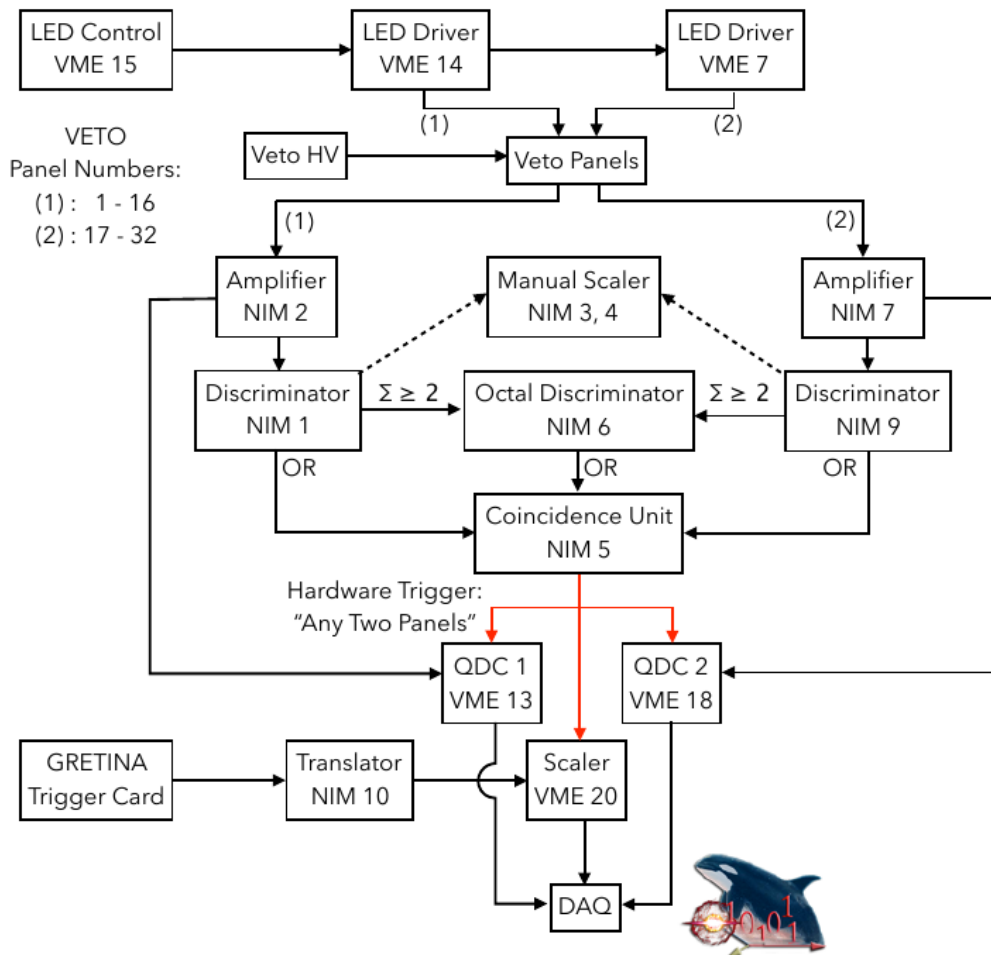 LED Control
VME 15
LED Driver
VME 14
LED Driver
VME 7
(1)
(2)
VETO
Panel Numbers:
(1) : 1 - 16
(2) : 17 - 32
Veto HV
Veto Panels
(1)
(2)
Amplifier
NIM 2
Manual Scaler
NIM 3, 4
Amplifier
NIM 7
Discriminator
NIM 1
Σ ≥ 2
Octal Discriminator
NIM 6
Σ ≥ 2
Discriminator
NIM 9
OR
OR
OR
Coincidence Unit
NIM 5
Hardware Trigger:
“Any Two Panels”
QDC 1
VME 13
QDC 2
VME 18
GRETINA
Trigger Card
Translator
NIM 10
Scaler
VME 20
DAQ
101011